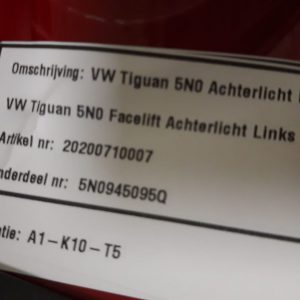 Omschrijving: VW Tiguan 5N0 Achterlicht
VW Tiguan 5N0 Facelift Achterlicht Links
Artikel nr: 20200710007
nderdeel nr: 5N0945095Q
tie: A1-K10-T5